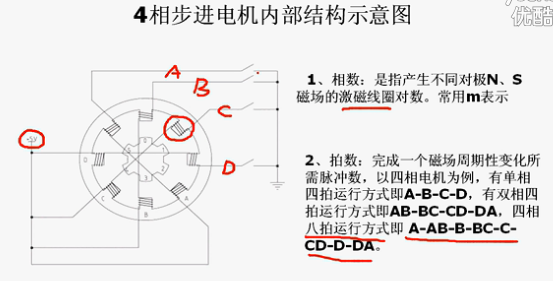 优酷
4相步进电机内部结构示意图
A
B
C
D
D
C
B
A
1、相数：是指产生不同对极N、S
磁场的激磁线圈对数。常用m表示
2、拍数：完成一个磁场周期性变化所
需脉冲数，以四相电机为例，有单相
四拍运行方式即A-B-C-D，有双相四
拍运行方式即AB-BC-CD-DA，四相
八拍运行方式即 A-AB-B-BC-C-
CD-D-DA。